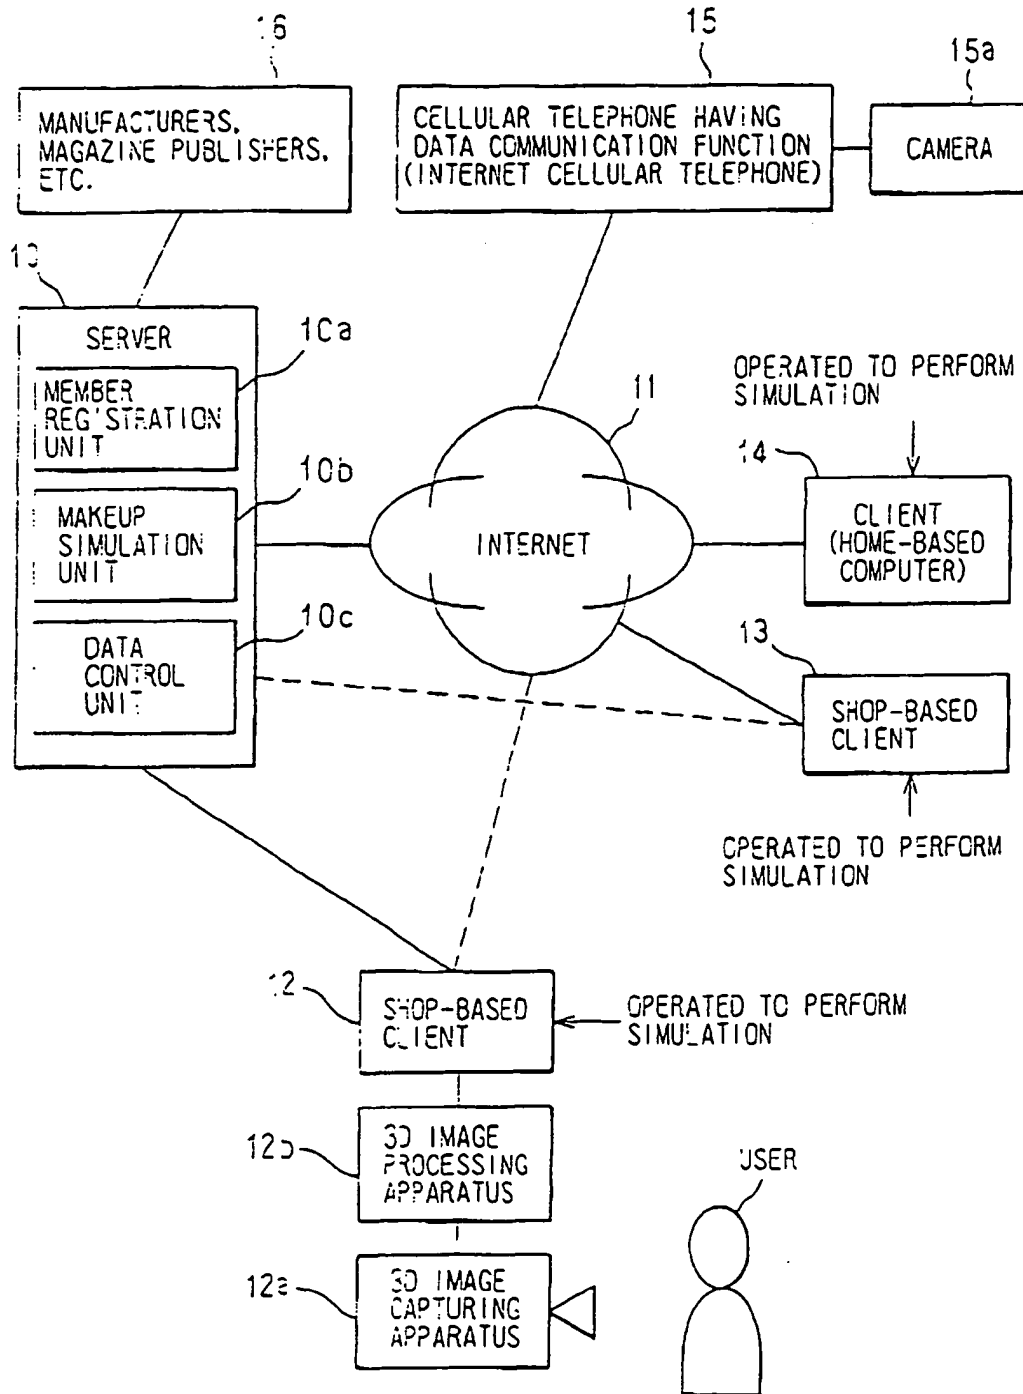 16
15
15a
MANUFACTURERS,
MAGAZINE PUBLISHERS,
ETC.
CELLULAR TELEPHONE HAVING
DATA COMMUNICATION FUNCTION
(INTERNET CELLULAR TELEPHONE)
CAMERA
10
SERVER
10a
MEMBER
REGISTRATION
UNIT
10b
MAKEUP
SIMULATION
UNIT
10c
DATA
CONTROL
UNIT
11
INTERNET
OPERATED TO PERFORM
SIMULATION
14
CLIENT
(HOME-BASED
COMPUTER)
13
SHOP-BASED
CLIENT
OPERATED TO PERFORM
SIMULATION
12
SHOP-BASED
CLIENT
OPERATED TO PERFORM
SIMULATION
12b
3D IMAGE
PROCESSING
APPARATUS
USER
12a
3D IMAGE
CAPTURING
APPARATUS